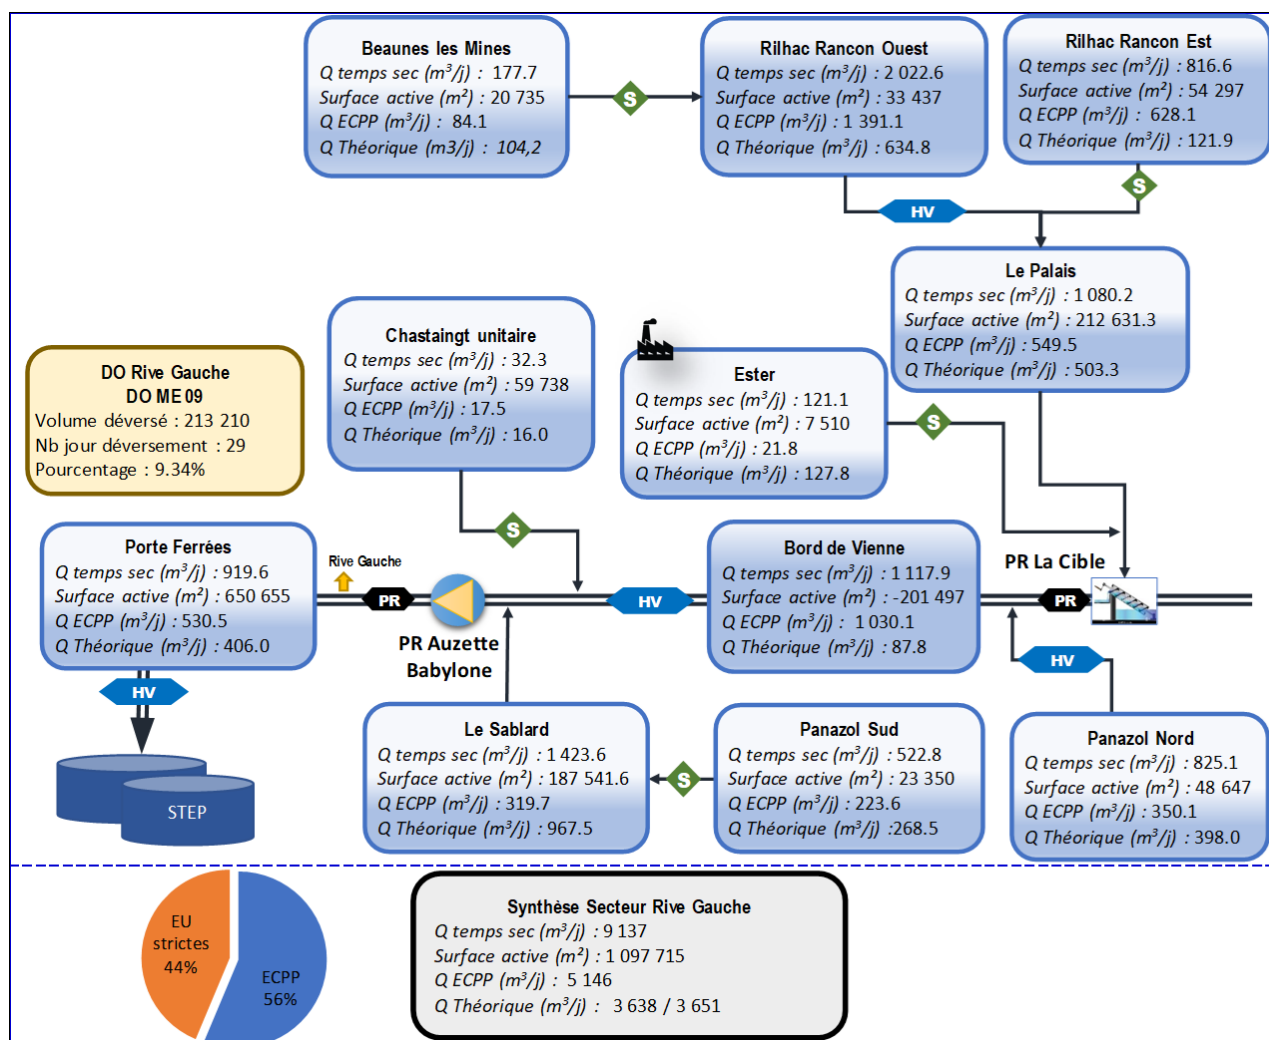 Beaunes les Mines
Q temps sec (m³/j) : 177.7
Surface active (m²) : 20 735
Q ECPP (m³/j) : 84.1
Q Théorique (m3/j) : 104,2
S
Rilhac Rancon Ouest
Q temps sec (m³/j) : 2 022.6
Surface active (m²) : 33 437
Q ECPP (m³/j) : 1 391.1
Q Théorique (m³/j) : 634.8
Rilhac Rancon Est
Q temps sec (m³/j) : 816.6
Surface active (m²) : 54 297
Q ECPP (m³/j) : 628.1
Q Théorique (m³/j) : 121.9
S
HV
Le Palais
Q temps sec (m³/j) : 1 080.2
Surface active (m²) : 212 631.3
Q ECPP (m³/j) : 549.5
Q Théorique (m³/j) : 503.3
Chastaingt unitaire
Q temps sec (m³/j) : 32.3
Surface active (m²) : 59 738
Q ECPP (m³/j) : 17.5
Q Théorique (m³/j) : 16.0
S
DO Rive Gauche
DO ME 09
Volume déversé : 213 210
Nb jour déversement : 29
Pourcentage : 9.34%
Ester
Q temps sec (m³/j) : 121.1
Surface active (m²) : 7 510
Q ECPP (m³/j) : 21.8
Q Théorique (m³/j) : 127.8
S
Porte Ferrées
Q temps sec (m³/j) : 919.6
Surface active (m²) : 650 655
Q ECPP (m³/j) : 530.5
Q Théorique (m³/j) : 406.0
Rive Gauche
PR
PR Auzette
Babylone
HV
Bord de Vienne
Q temps sec (m³/j) : 1 117.9
Surface active (m²) : -201 497
Q ECPP (m³/j) : 1 030.1
Q Théorique (m³/j) : 87.8
PR La Cible
PR
HV
HV
STEP
Le Sablard
Q temps sec (m³/j) : 1 423.6
Surface active (m²) : 187 541.6
Q ECPP (m³/j) : 319.7
Q Théorique (m³/j) : 967.5
S
Panazol Sud
Q temps sec (m³/j) : 522.8
Surface active (m²) : 23 350
Q ECPP (m³/j) : 223.6
Q Théorique (m³/j) :268.5
Panazol Nord
Q temps sec (m³/j) : 825.1
Surface active (m²) : 48 647
Q ECPP (m³/j) : 350.1
Q Théorique (m³/j) : 398.0
EU
strictes
44%
ECPP
56%
Synthèse Secteur Rive Gauche
Q temps sec (m³/j) : 9 137
Surface active (m²) : 1 097 715
Q ECPP (m³/j) : 5 146
Q Théorique (m³/j) : 3 638 / 3 651